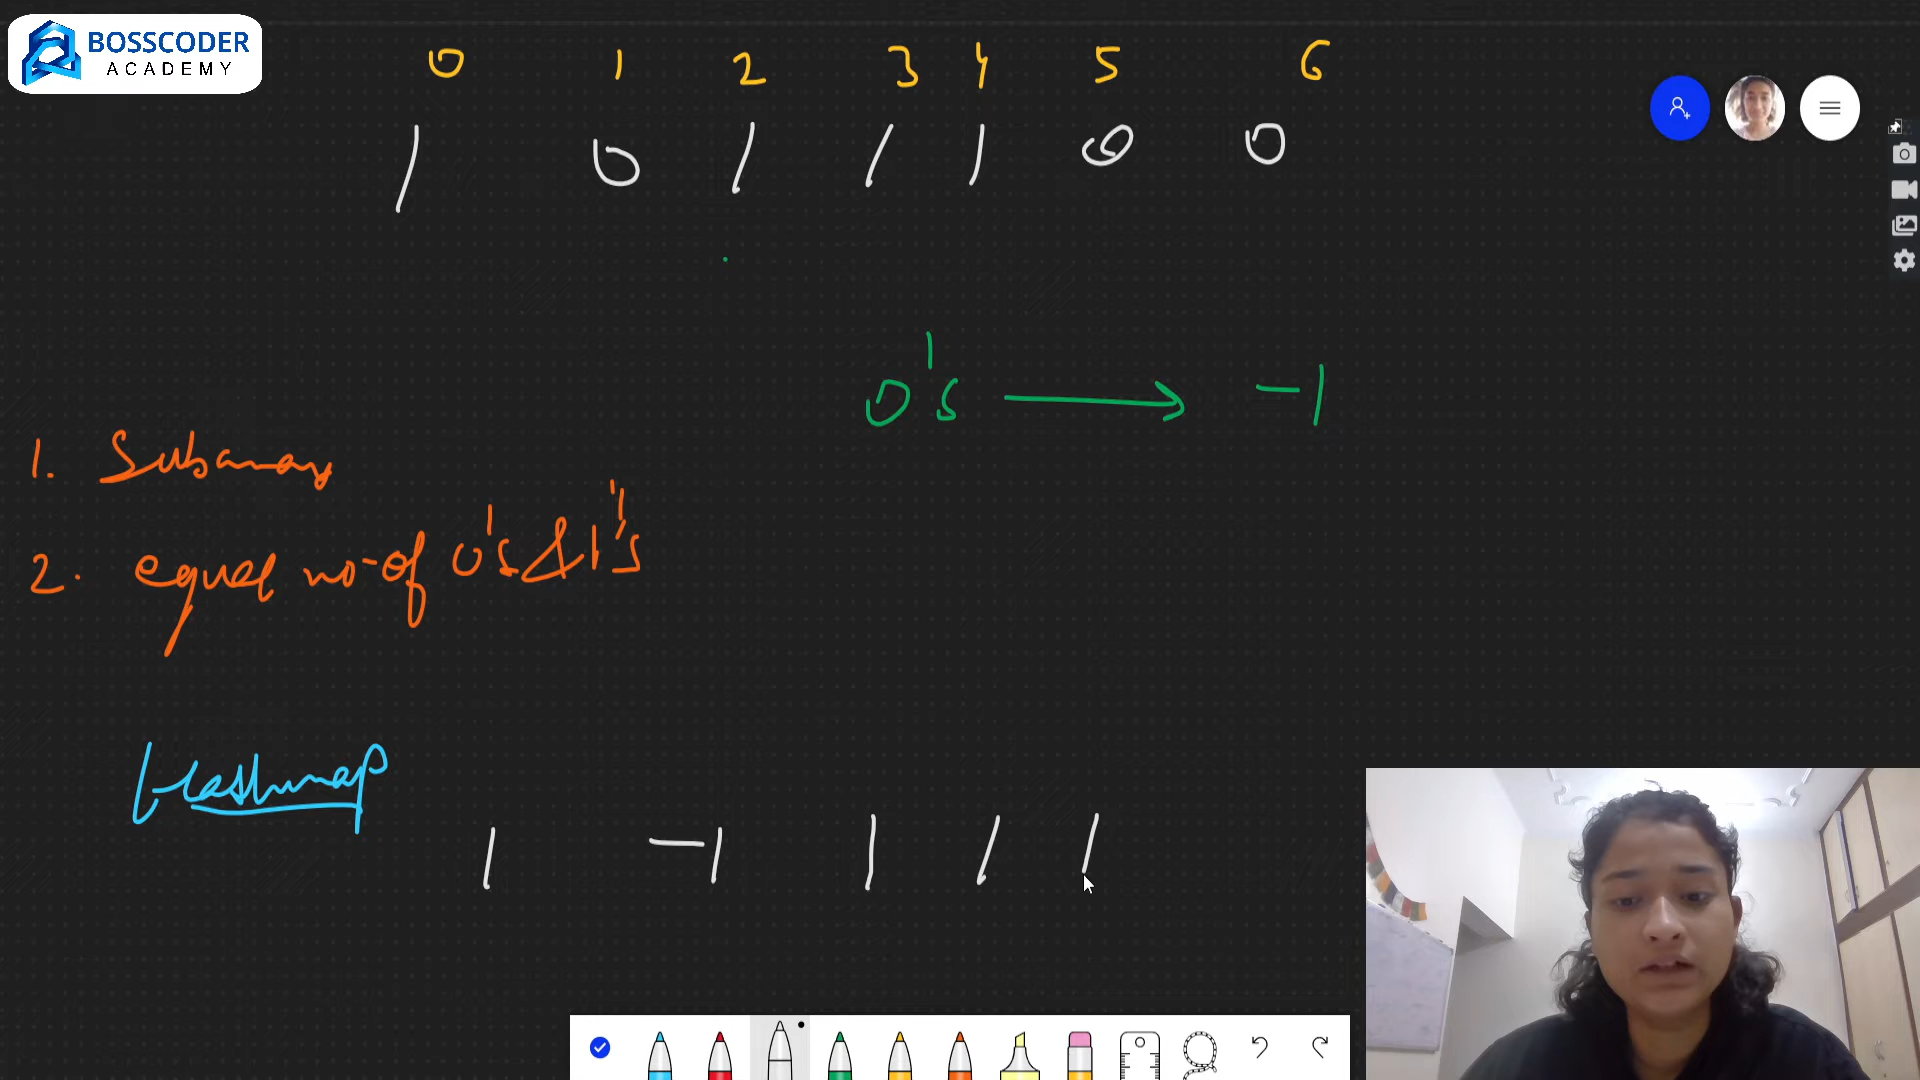 BOSSCODER
ACADEMY
0 1 2 3 4 5 6
1 0 1 1 1 0 0
0's → -1
1. Subarray
2. equal no-of 0's & 1's
Hashmap
1 -1 1 1 1